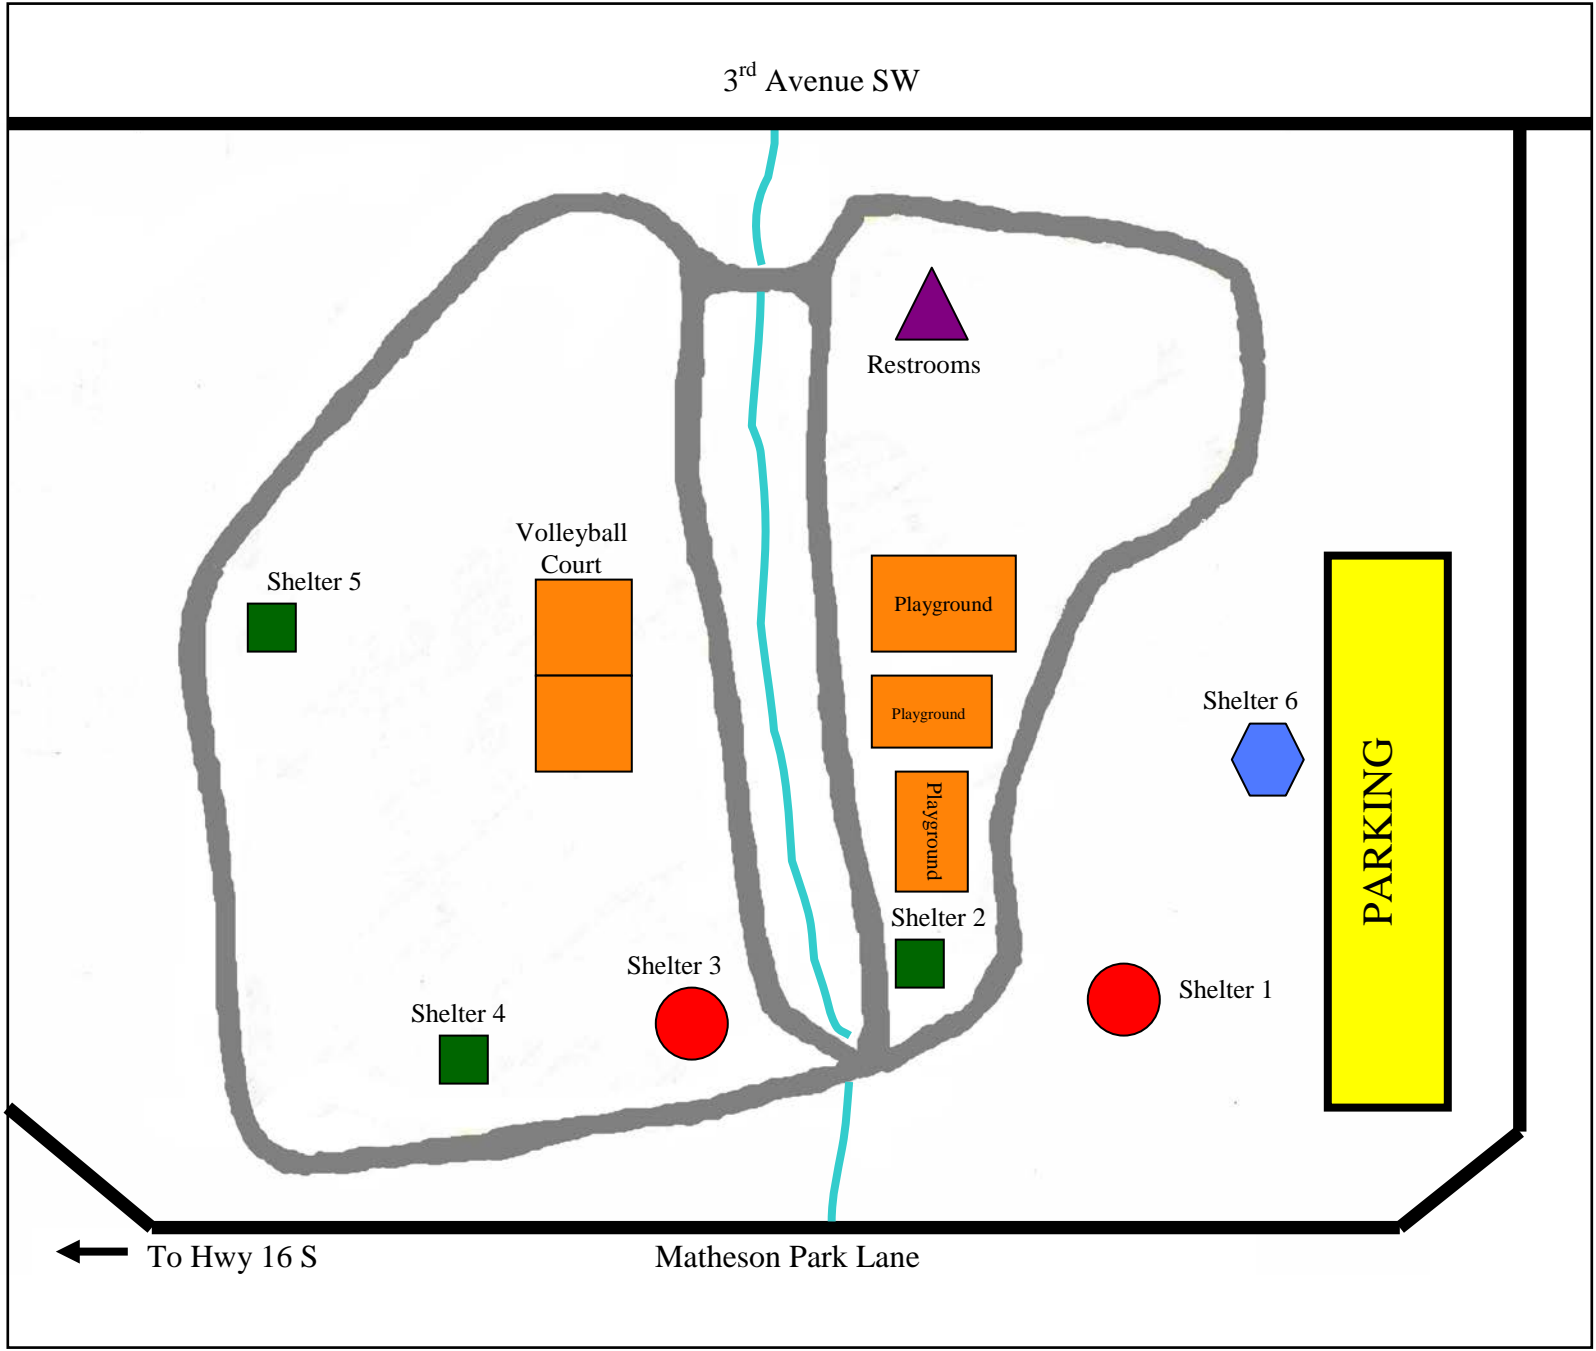 3rd Avenue SW
Restrooms
Volleyball
Court
Shelter 5
Playground
Playground
Shelter 6
PARKING
Playground
Shelter 2
Shelter 3
Shelter 1
Shelter 4
To Hwy 16 S
Matheson Park Lane